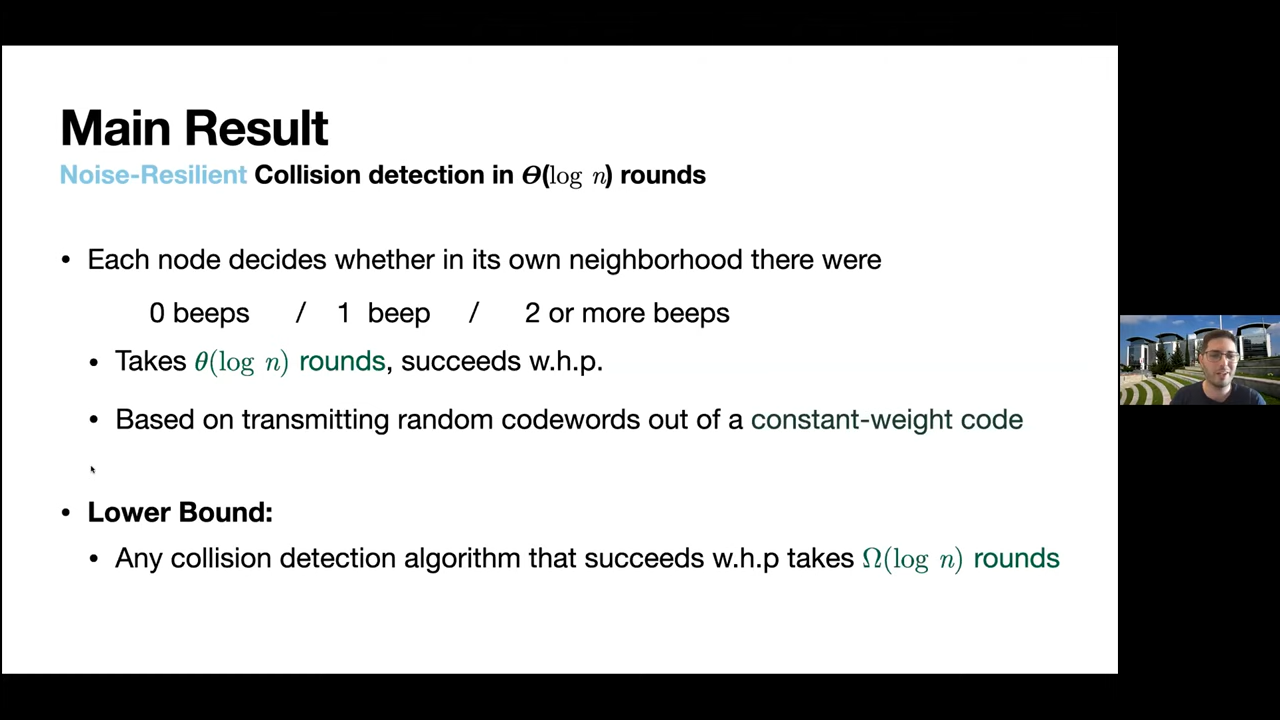 Main Result
Noise-Resilient Collision detection in Θ(log n) rounds
• Each node decides whether in its own neighborhood there were
0 beeps / 1 beep / 2 or more beeps
• Takes θ(log n) rounds, succeeds w.h.p.
• Based on transmitting random codewords out of a constant-weight code
• Lower Bound:
• Any collision detection algorithm that succeeds w.h.p takes Ω(log n) rounds